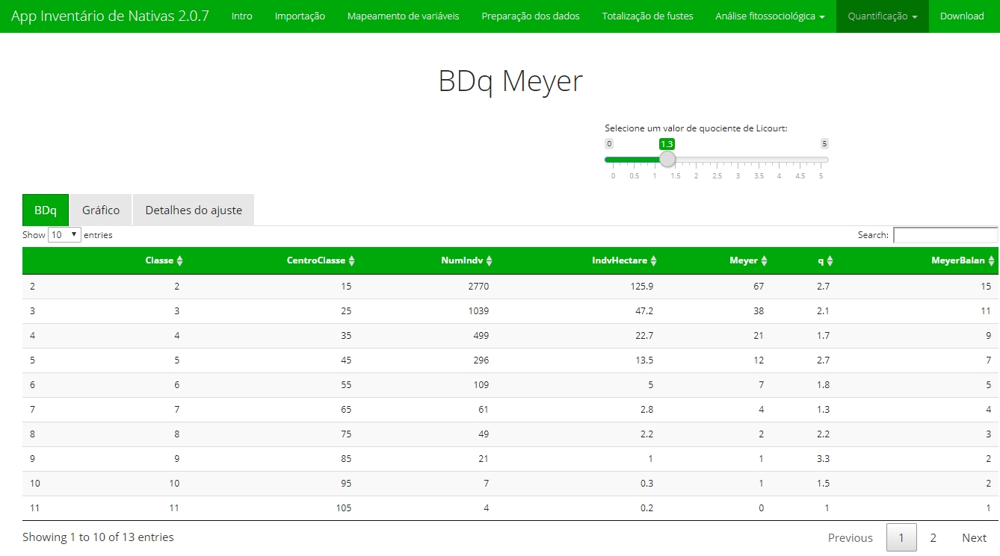 App Inventário de Nativas 2.0.7 Intro Importação Mapeamento de variáveis Preparação dos dados Totalização de fustes Análise fitossociológica Quantificação Download
BDq Meyer
Selecione um valor de quociente de Licourt:
0 1.3 5
0 0.5 1 1.5 2 2.5 3 3.5 4 4.5 5
BDq Gráfico Detalhes do ajuste
Show 10 entries Search:
Classe CentroClasse NumIndv IndvHectare Meyer q MeyerBalan
2 2 15 2770 125.9 67 2.7 15
3 3 25 1039 47.2 38 2.1 11
4 4 35 499 22.7 21 1.7 9
5 5 45 296 13.5 12 2.7 7
6 6 55 109 5 7 1.8 5
7 7 65 61 2.8 4 1.3 4
8 8 75 49 2.2 2 2.2 3
9 9 85 21 1 1 3.3 2
10 10 95 7 0.3 1 1.5 2
11 11 105 4 0.2 0 1 1
Showing 1 to 10 of 13 entries Previous 1 2 Next